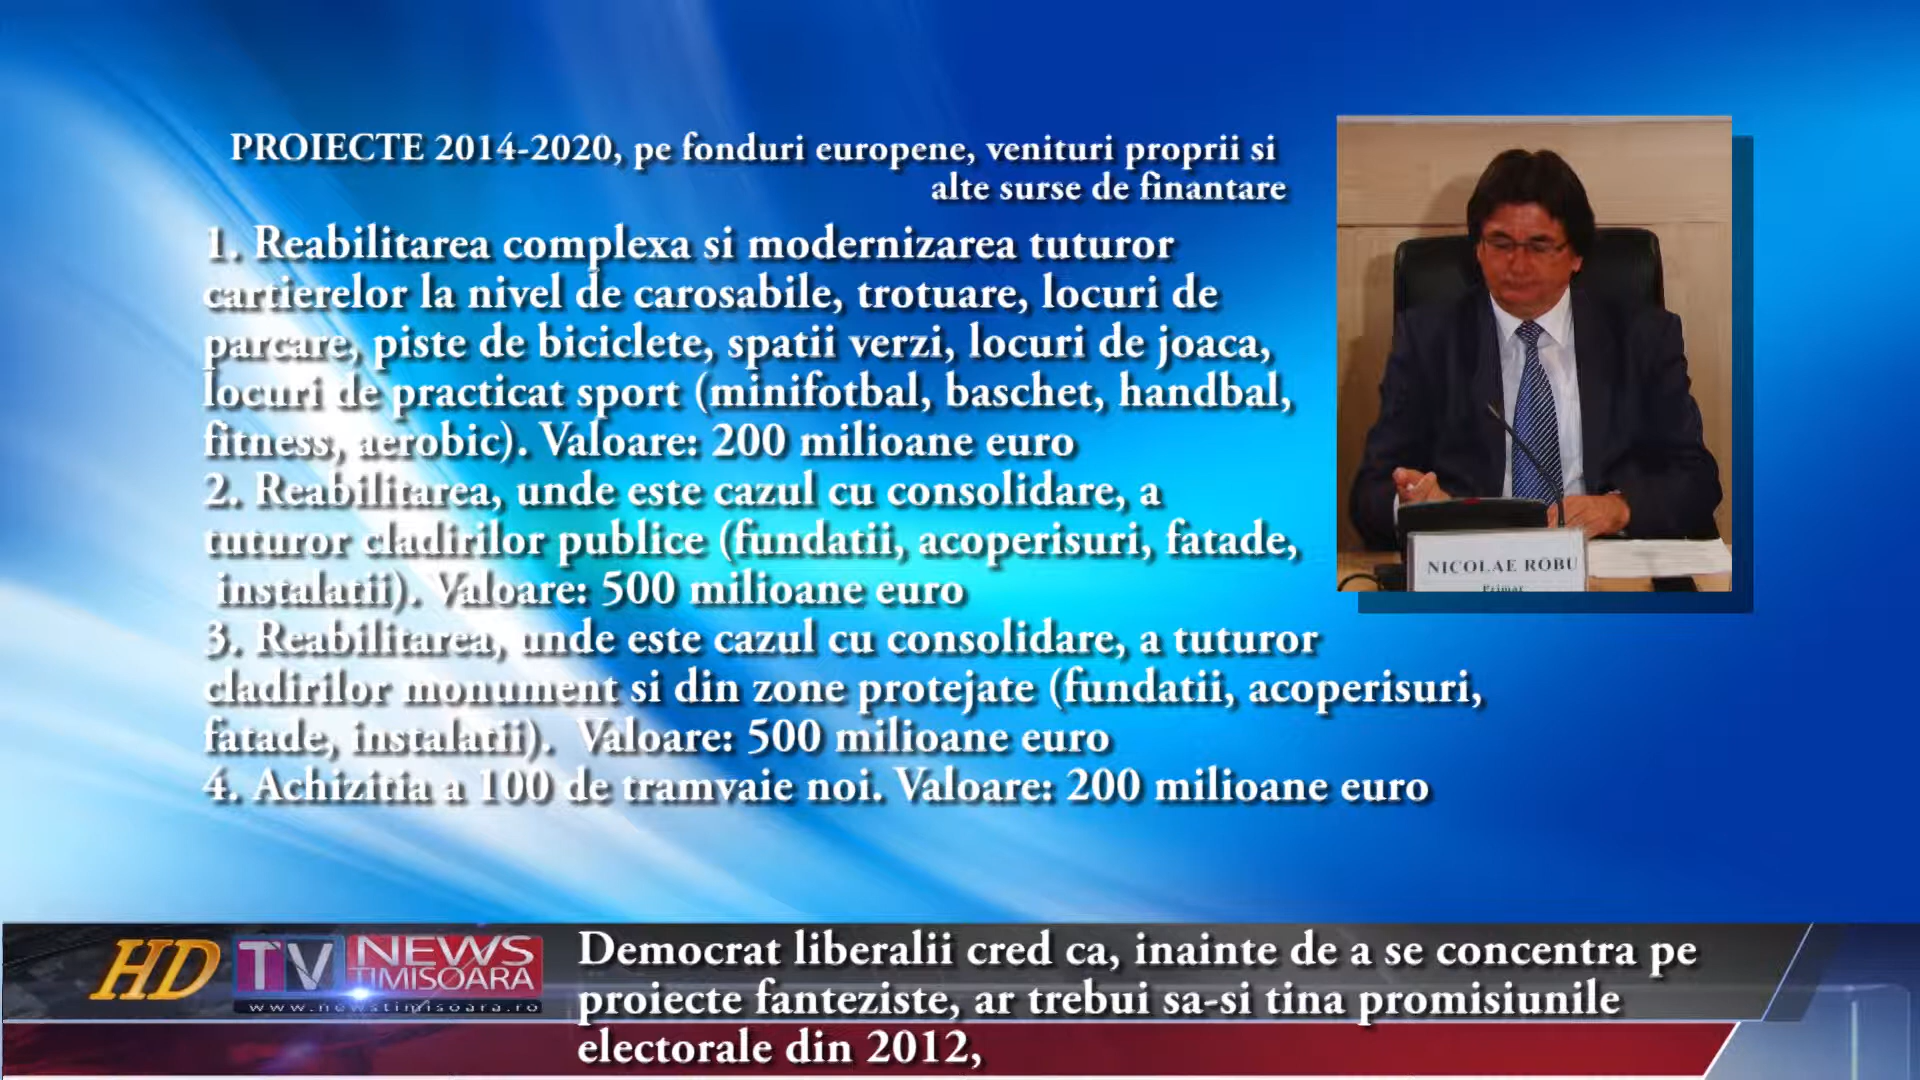 PROIECTE 2014-2020, pe fonduri europene, venituri proprii si
alte surse de finantare
1. Reabilitarea complexa si modernizarea tuturor
cartierelor la nivel de carosabile, trotuare, locuri de
parcare, piste de biciclete, spatii verzi, locuri de joaca,
locuri de practicat sport (minifotbal, baschet, handbal,
fitness, aerobic). Valoare: 200 milioane euro
2. Reabilitarea, unde este cazul cu consolidare, a
tuturor cladirilor publice (fundatii, acoperisuri, fatade,
instalatii). Valoare: 500 milioane euro
3. Reabilitarea, unde este cazul cu consolidare, a tuturor
cladirilor monument si din zone protejate (fundatii, acoperisuri,
fatade, instalatii). Valoare: 500 milioane euro
4. Achizitia a 100 de tramvaie noi. Valoare: 200 milioane euro
NICOLAE ROBU
Primar
HD TV NEWS
TIMISOARA
www.newstimisoara.ro
Democrat liberalii cred ca, inainte de a se concentra pe
proiecte fanteziste, ar trebui sa-si tina promisiunile
electorale din 2012,